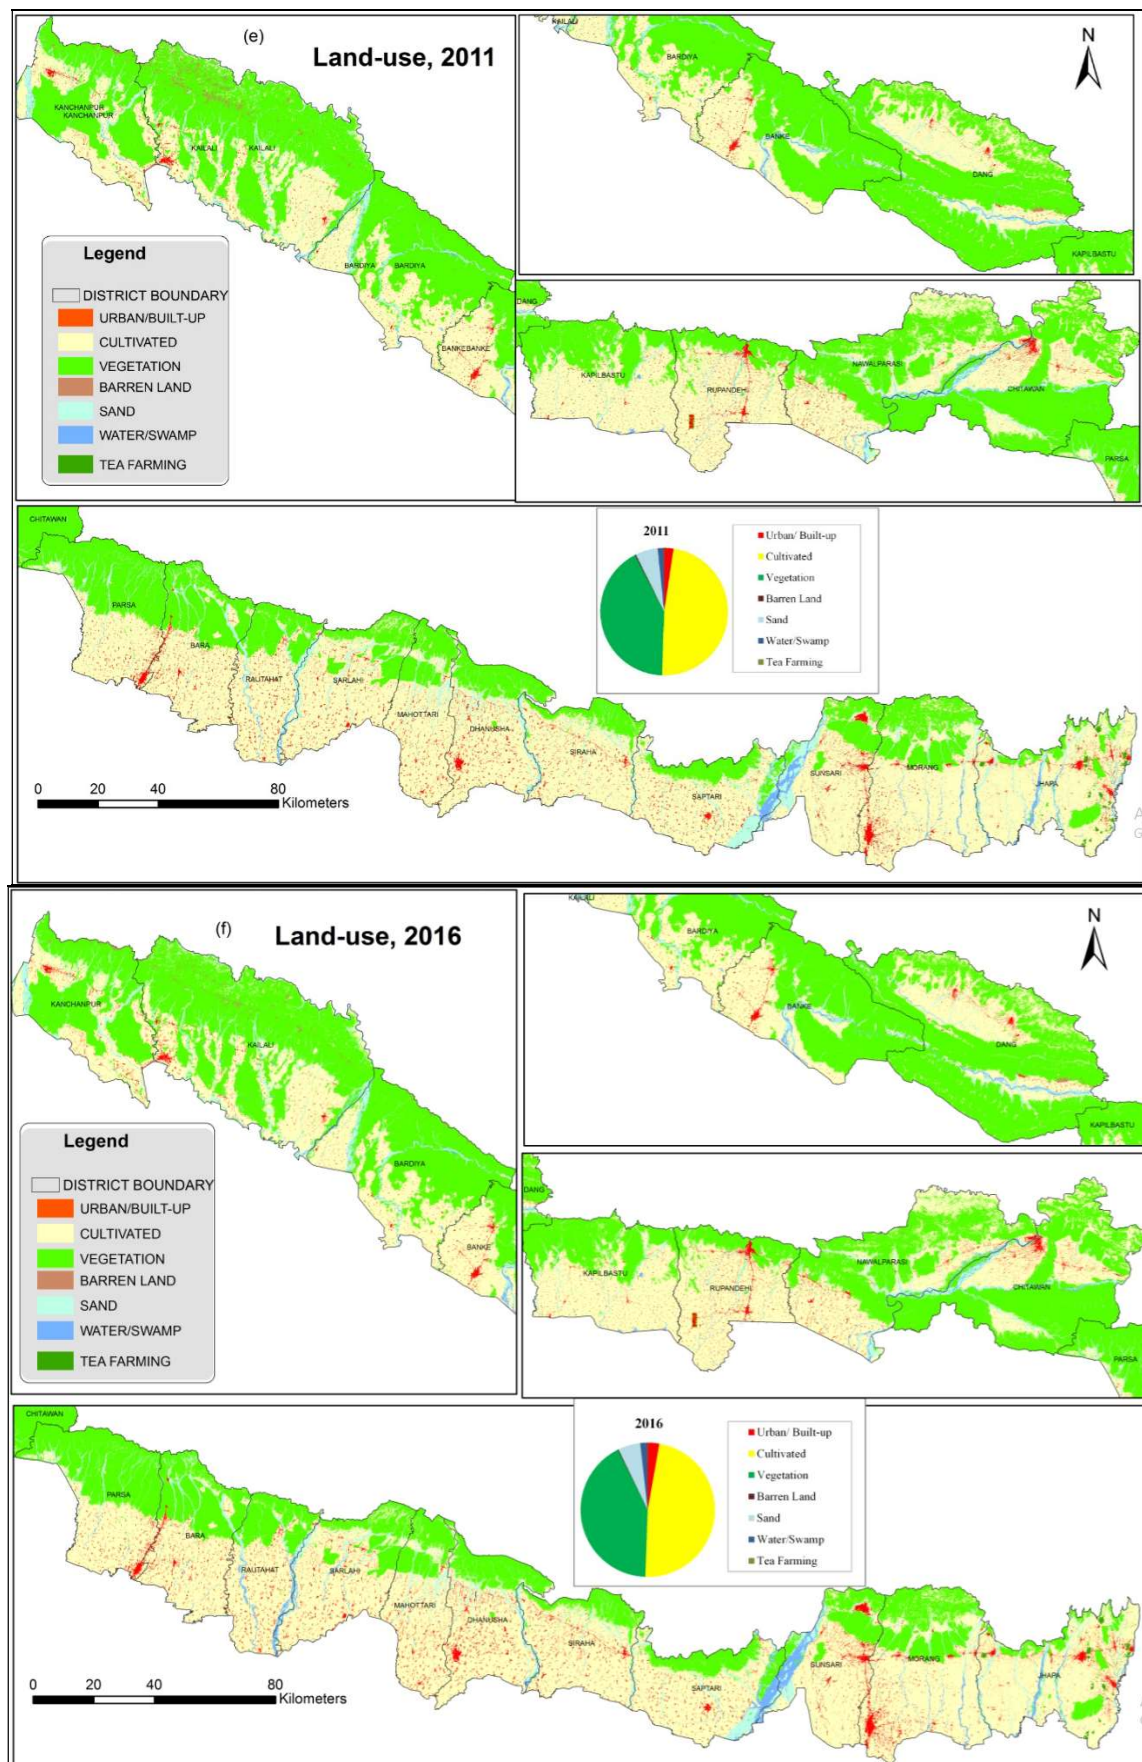 (e)
Land-use, 2011
KANCHANPUR
KANCHANPUR
KAILALI
KAILALI
BARDIYA
BARDIYA
BANKEBANKE
Legend
DISTRICT BOUNDARY
URBAN/BUILT-UP
CULTIVATED
VEGETATION
BARREN LAND
SAND
WATER/SWAMP
TEA FARMING
KAILALI
BARDIYA
BANKE
DANG
KAPILBASTU
N
DANG
KAPILBASTU
RUPANDEHI
NAWALPARASI
CHITAWAN
PARSA
CHITAWAN
PARSA
BARA
RAUTAHAT
SARLAHI
MAHOTTARI
DHANUSHA
SIRAHA
SAPTARI
SUNSARI
MORANG
JHAPA
2011
Urban/ Built-up
Cultivated
Vegetation
Barren Land
Sand
Water/Swamp
Tea Farming
0 40 80
Kilometers
(f)
Land-use, 2016
KANCHANPUR
KAILALI
BARDIYA
BANKE
Legend
DISTRICT BOUNDARY
URBAN/BUILT-UP
CULTIVATED
VEGETATION
BARREN LAND
SAND
WATER/SWAMP
TEA FARMING
KAILALI
BARDIYA
BANKE
DANG
KAPILBASTU
N
DANG
KAPILBASTU
RUPANDEHI
NAWALPARASI
CHITAWAN
PARSA
CHITAWAN
PARSA
BARA
RAUTAHAT
SARLAHI
MAHOTTARI
DHANUSHA
SIRAHA
SAPTARI
SUNSARI
MORANG
JHAPA
2016
Urban/ Built-up
Cultivated
Vegetation
Barren Land
Sand
Water/Swamp
Tea Farming
0 40 80
Kilometers